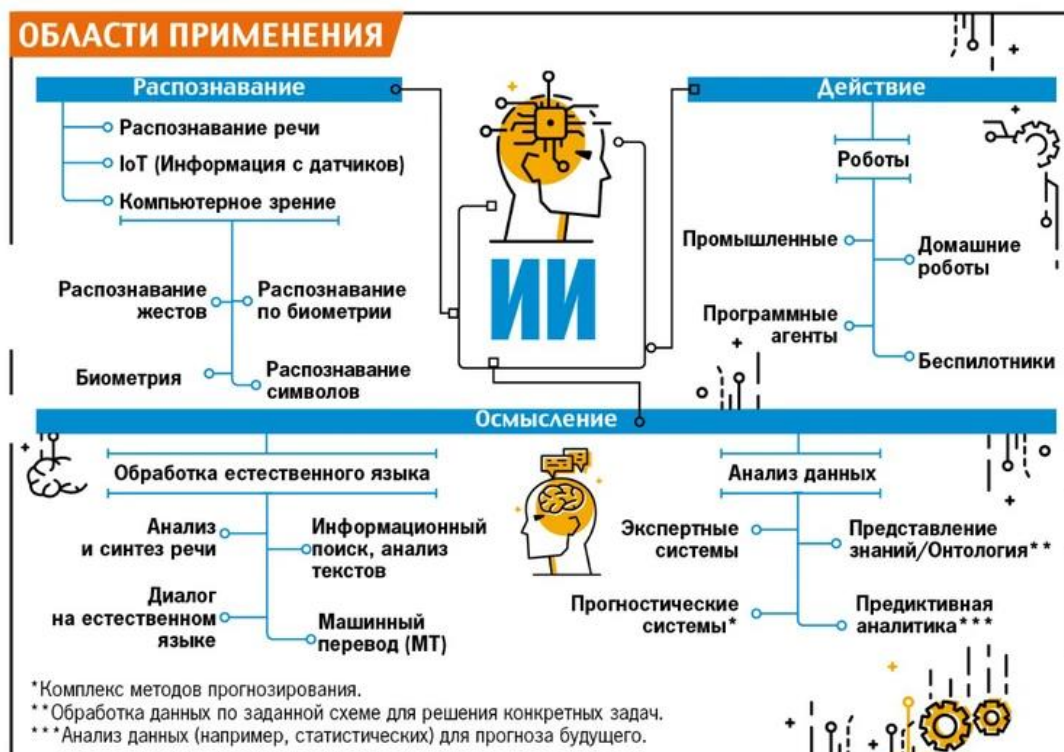 ОБЛАСТИ ПРИМЕНЕНИЯ
Распознавание
Распознавание речи
IoT (Информация с датчиков)
Компьютерное зрение
Распознавание
жестов
Распознавание
по биометрии
Биометрия
Распознавание
символов
ИИ
Действие
Роботы
Промышленные
Домашние
роботы
Программные
агенты
Беспилотники
Осмысление
Обработка естественного языка
Анализ
и синтез речи
Информационный
поиск, анализ
текстов
Диалог
на естественном
языке
Машинный
перевод (МТ)
Анализ данных
Экспертные
системы
Представление
знаний/Онтология**
Прогностические
системы*
Предиктивная
аналитика***
*Комплекс методов прогнозирования.
**Обработка данных по заданной схеме для решения конкретных задач.
***Анализ данных (например, статистических) для прогноза будущего.